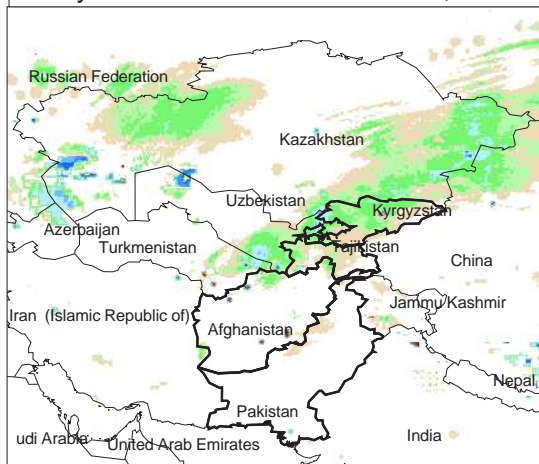 Russian Federation
Kazakhstan
Uzbekistan
Kyrgyzstan
Azerbaijan
Turkmenistan
Tajikistan
China
Jammu/Kashmir
Iran (Islamic Republic of)
Afghanistan
Nepal
Pakistan
udi Arabia
United Arab Emirates
India